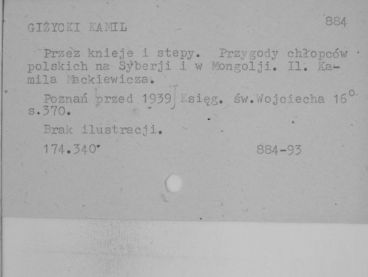 884
GIŻYCKI KAMIL
Przez knieje i stepy. Przygody chłopców
polskich na Syberji i w Mongolji. Il. Ka-
mila Mackiewicza.
Poznań [przed 1939] Księg. św.Wojciecha 16°
s.370.
Brak ilustracji.
174.340 884-93